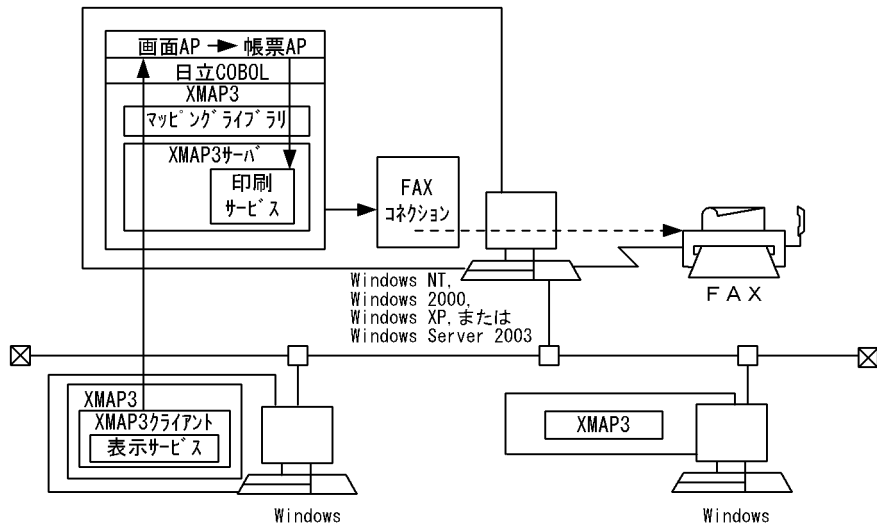 画面AP 帳票AP
日立COBOL
XMAP3
マッピングライブラリ
XMAP3サーバ
印刷
サービス
FAX
コネクション
FAX
Windows NT,
Windows 2000,
Windows XP,または
Windows Server 2003
XMAP3
XMAP3クライアント
表示サービス
XMAP3
Windows
Windows